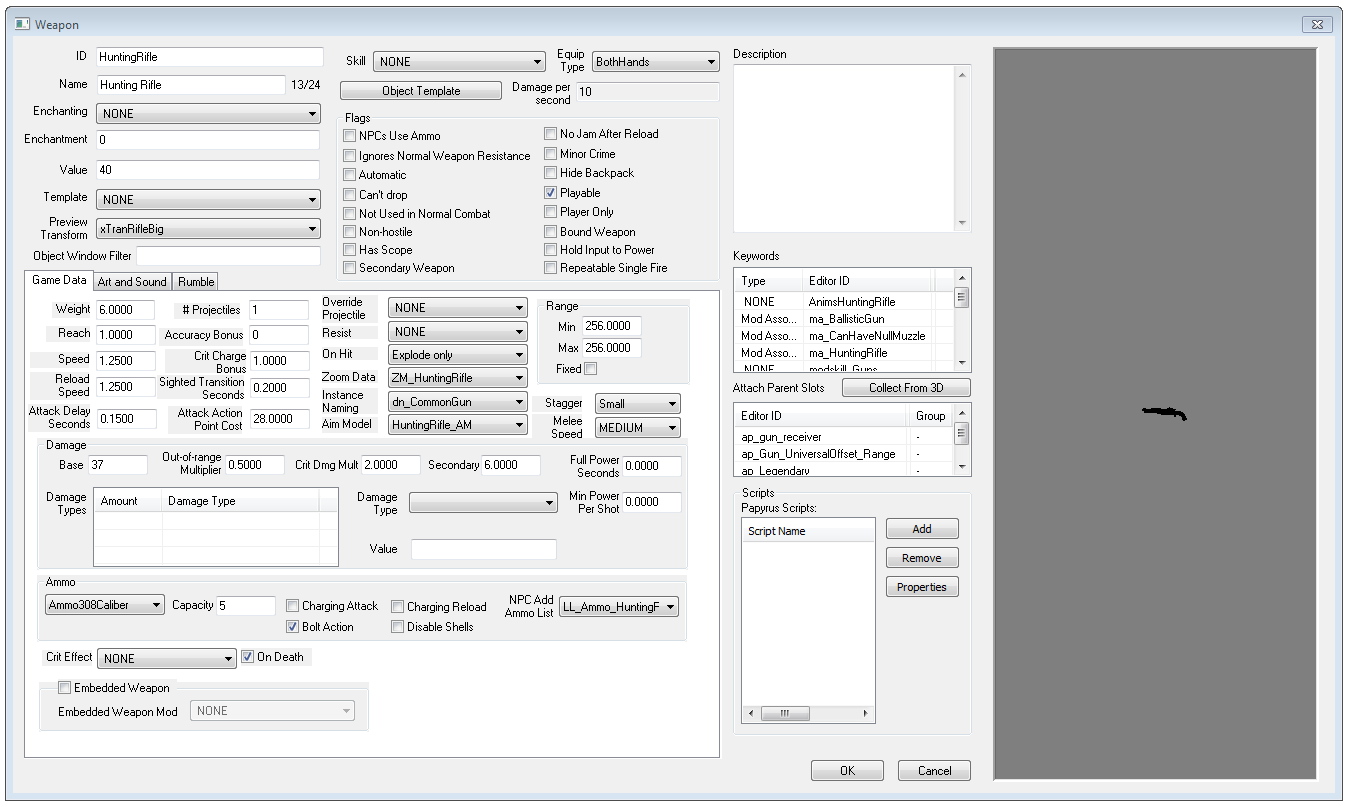 Weapon
ID HuntingRifle
Name Hunting Rifle 13/24
Enchanting NONE
Enchantment 0
Value 40
Template NONE
Preview
Transform xTranRifleBig
Object Window Filter
Skill NONE
Equip
Type BothHands
Object Template
Damage per
second 10
Flags
NPCs Use Ammo
Ignores Normal Weapon Resistance
Automatic
Can't drop
Not Used in Normal Combat
Non-hostile
Has Scope
Secondary Weapon
No Jam After Reload
Minor Crime
Hide Backpack
Playable
Player Only
Bound Weapon
Hold Input to Power
Repeatable Single Fire
Game Data Art and Sound Rumble
Weight 6.0000
Reach 1.0000
Speed 1.2500
Reload
Speed 1.2500
Attack Delay
Seconds 0.1500
# Projectiles 1
Accuracy Bonus 0
Crit Charge
Bonus 1.0000
Sighted Transition
Seconds 0.2000
Attack Action
Point Cost 28.0000
Override
Projectile NONE
Resist NONE
On Hit Explode only
Zoom Data ZM_HuntingRifle
Instance
Naming dn_CommonGun
Aim Model HuntingRifle_AM
Range
Min 256.0000
Max 256.0000
Fixed
Stagger Small
Melee
Speed MEDIUM
Damage
Base 37
Out-of-range
Multiplier 0.5000
Crit Dmg Mult 2.0000
Secondary 6.0000
Full Power
Seconds 0.0000
Damage
Types
Amount Damage Type
Damage
Type
Min Power
Per Shot 0.0000
Value
Ammo
Ammo308Caliber Capacity 5
Charging Attack
Bolt Action
Charging Reload
Disable Shells
NPC Add
Ammo List LL_Ammo_HuntingF
Crit Effect NONE On Death
Embedded Weapon
Embedded Weapon Mod NONE
Description
Keywords
Type Editor ID
NONE AnimsHuntingRifle
Mod Asso... ma_BallisticGun
Mod Asso... ma_CanHaveNullMuzzle
Mod Asso... ma_HuntingRifle
NONE modskill_Guns
Attach Parent Slots Collect From 3D
Editor ID Group
ap_gun_receiver -
ap_Gun_UniversalOffset_Range -
ap_Legendary -
Scripts
Papyrus Scripts:
Script Name
Add
Remove
Properties
OK Cancel